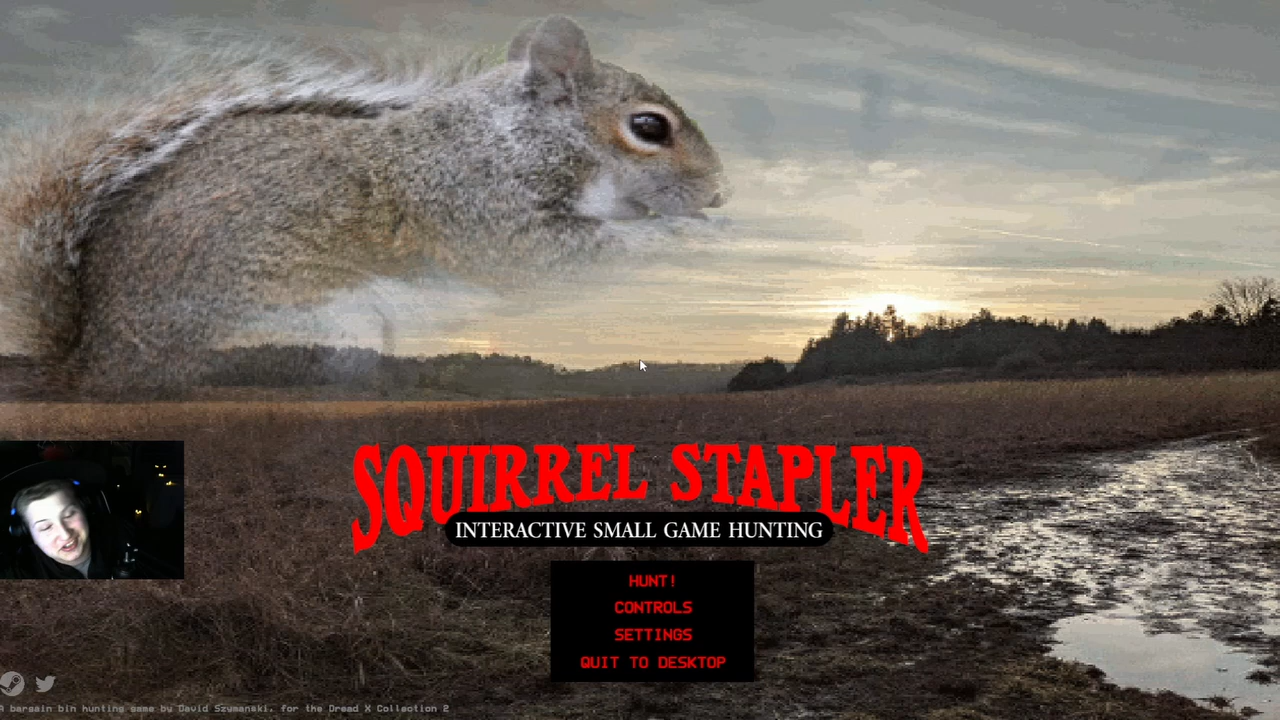 SQUIRREL STAPLER
INTERACTIVE SMALL GAME HUNTING
HUNT!
CONTROLS
SETTINGS
QUIT TO DESKTOP
A bargain bin hunting game by David Szymanski, for the Dread X Collection 2